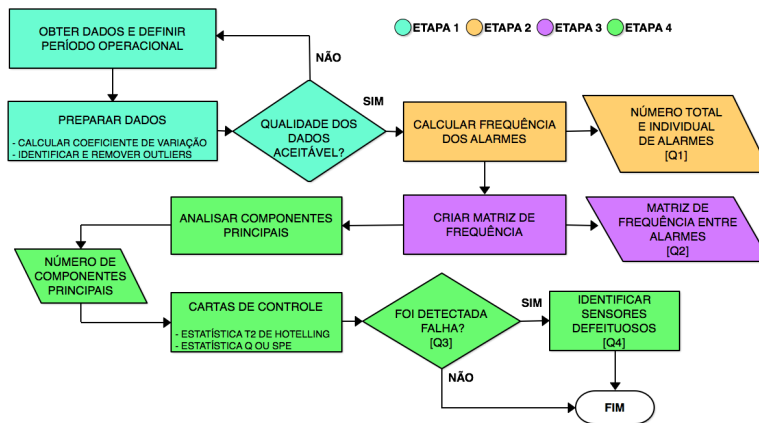 OBTER DADOS E DEFINIR
PERÍODO OPERACIONAL
ETAPA 1
ETAPA 2
ETAPA 3
ETAPA 4
NÃO
SIM
PREPARAR DADOS
- CALCULAR COEFICIENTE DE VARIAÇÃO
- IDENTIFICAR E REMOVER OUTLIERS
QUALIDADE DOS
DADOS
ACEITÁVEL?
CALCULAR FREQUÊNCIA
DOS ALARMES
NÚMERO TOTAL
E INDIVIDUAL
DE ALARMES
[Q1]
ANALISAR COMPONENTES
PRINCIPAIS
CRIAR MATRIZ DE
FREQUÊNCIA
MATRIZ DE
FREQUÊNCIA ENTRE
ALARMES
[Q2]
NÚMERO DE
COMPONENTES
PRINCIPAIS
CARTAS DE CONTROLE
- ESTATÍSTICA T2 DE HOTELLING
- ESTATÍSTICA Q OU SPE
FOI DETECTADA
FALHA?
[Q3]
SIM
IDENTIFICAR
SENSORES
DEFEITUOSOS
[Q4]
NÃO
FIM